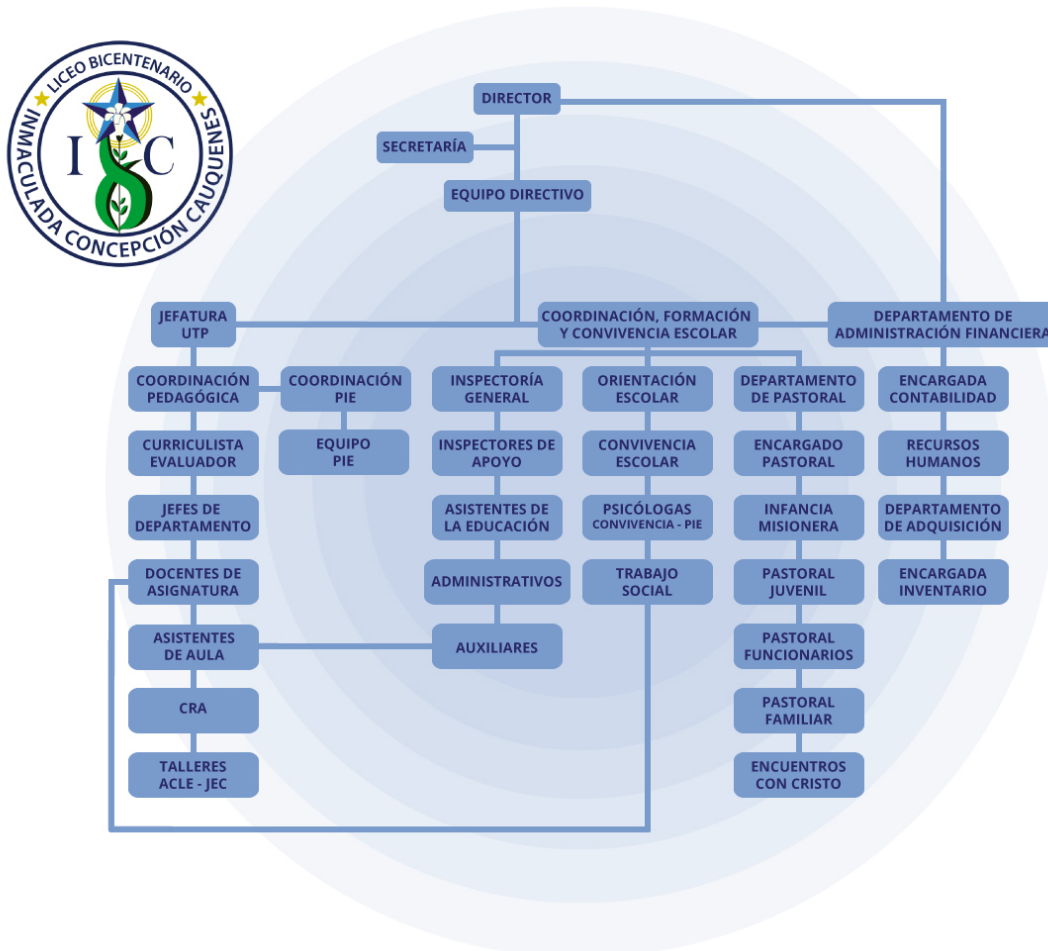 LICEO BICENTENARIO
INMACULADA CONCEPCIÓN CAUQUENES
I C
DIRECTOR
SECRETARÍA
EQUIPO DIRECTIVO
JEFATURA
UTP
COORDINACIÓN, FORMACIÓN
Y CONVIVENCIA ESCOLAR
DEPARTAMENTO DE
ADMINISTRACIÓN FINANCIERA
COORDINACIÓN
PEDAGÓGICA
COORDINACIÓN
PIE
INSPECTORÍA
GENERAL
ORIENTACIÓN
ESCOLAR
DEPARTAMENTO
DE PASTORAL
ENCARGADA
CONTABILIDAD
CURRICULISTA
EVALUADOR
EQUIPO
PIE
INSPECTORES DE
APOYO
CONVIVENCIA
ESCOLAR
ENCARGADO
PASTORAL
RECURSOS
HUMANOS
JEFES DE
DEPARTAMENTO
ASISTENTES DE
LA EDUCACIÓN
PSICÓLOGAS
CONVIVENCIA - PIE
INFANCIA
MISIONERA
DEPARTAMENTO
DE ADQUISICIÓN
DOCENTES DE
ASIGNATURA
ADMINISTRATIVOS
TRABAJO
SOCIAL
PASTORAL
JUVENIL
ENCARGADA
INVENTARIO
ASISTENTES
DE AULA
AUXILIARES
PASTORAL
FUNCIONARIOS
CRA
PASTORAL
FAMILIAR
TALLERES
ACLE - JEC
ENCUENTROS
CON CRISTO